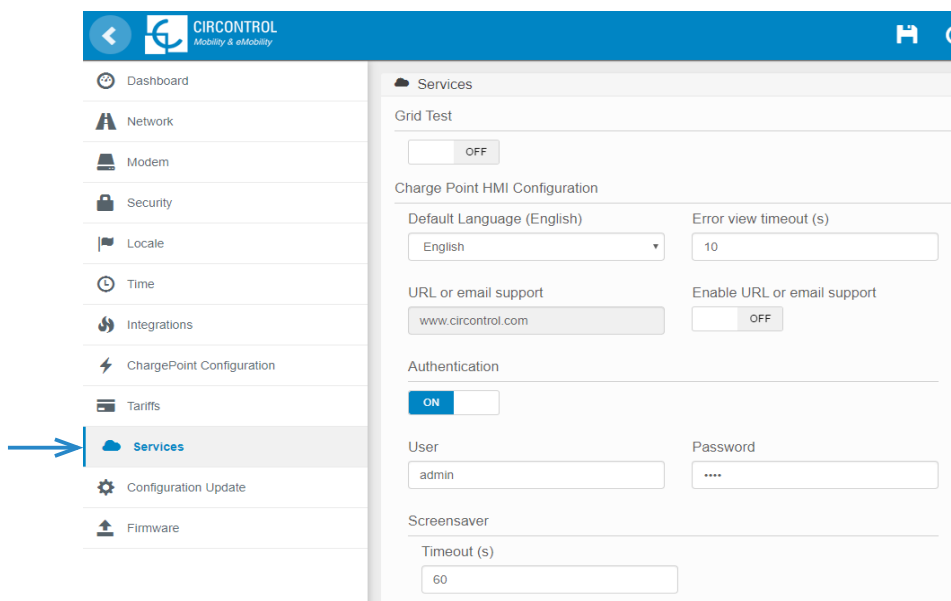 CIRCONTROL
Mobility & eMobility
Dashboard
Network
Modem
Security
Locale
Time
Integrations
ChargePoint Configuration
Tariffs
Services
Configuration Update
Firmware
Services
Grid Test
OFF
Charge Point HMI Configuration
Default Language (English) Error view timeout (s)
English 10
URL or email support Enable URL or email support
www.circontrol.com OFF
Authentication
ON
User Password
admin ••••
Screensaver
Timeout (s)
60